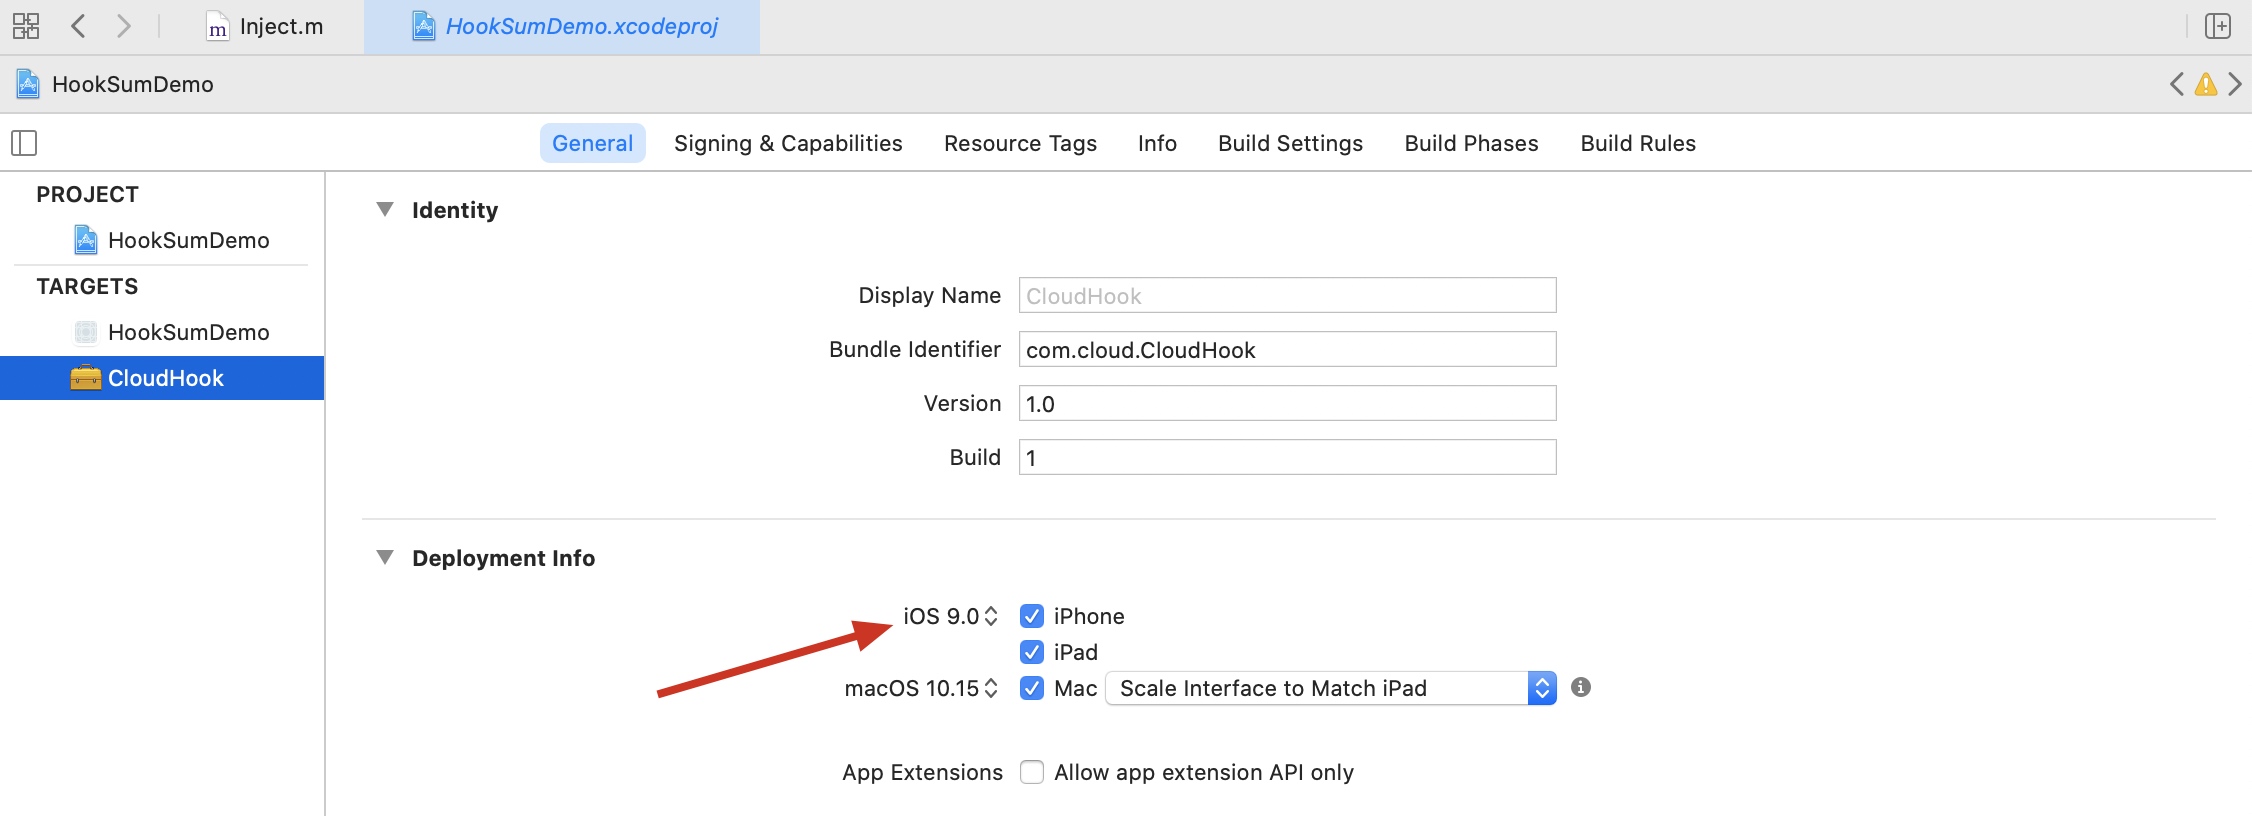 Inject.m HookSumDemo.xcodeproj
HookSumDemo
General Signing & Capabilities Resource Tags Info Build Settings Build Phases Build Rules
PROJECT
HookSumDemo
TARGETS
HookSumDemo
CloudHook
Identity
Display Name CloudHook
Bundle Identifier com.cloud.CloudHook
Version 1.0
Build 1
Deployment Info
iOS 9.0 iPhone
iPad
macOS 10.15 Mac Scale Interface to Match iPad
App Extensions Allow app extension API only